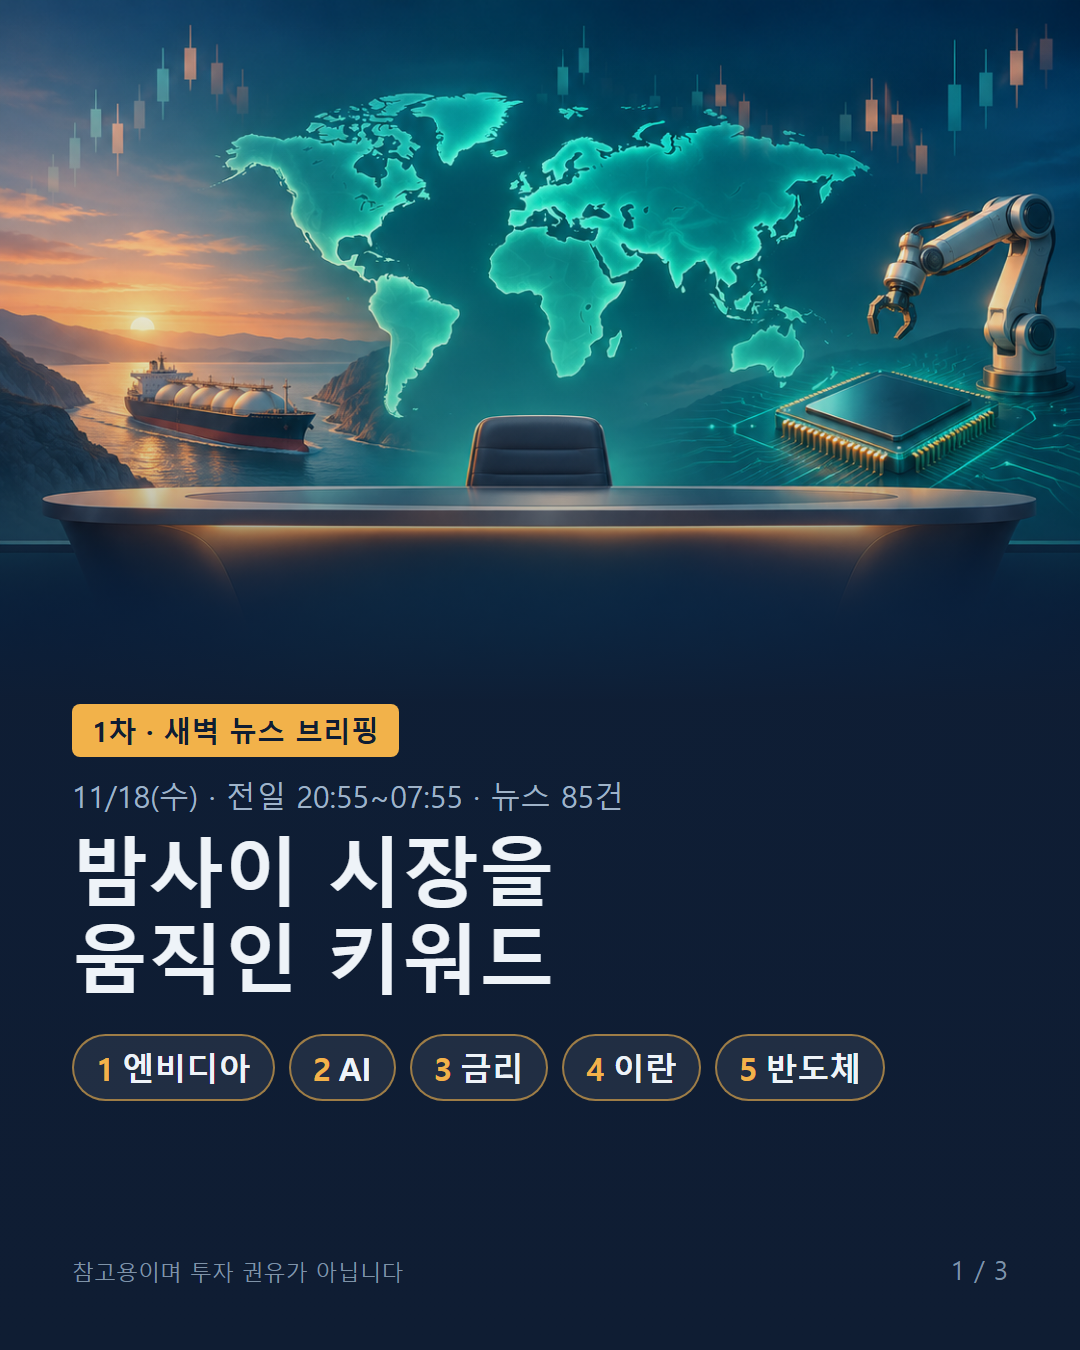 1차 · 새벽 뉴스 브리핑
11/18(수) · 전일 20:55~07:55 · 뉴스 85건
밤사이 시장을
움직인 키워드
1 엔비디아 2 AI 3 금리 4 이란 5 반도체
참고용이며 투자 권유가 아닙니다 1 / 3